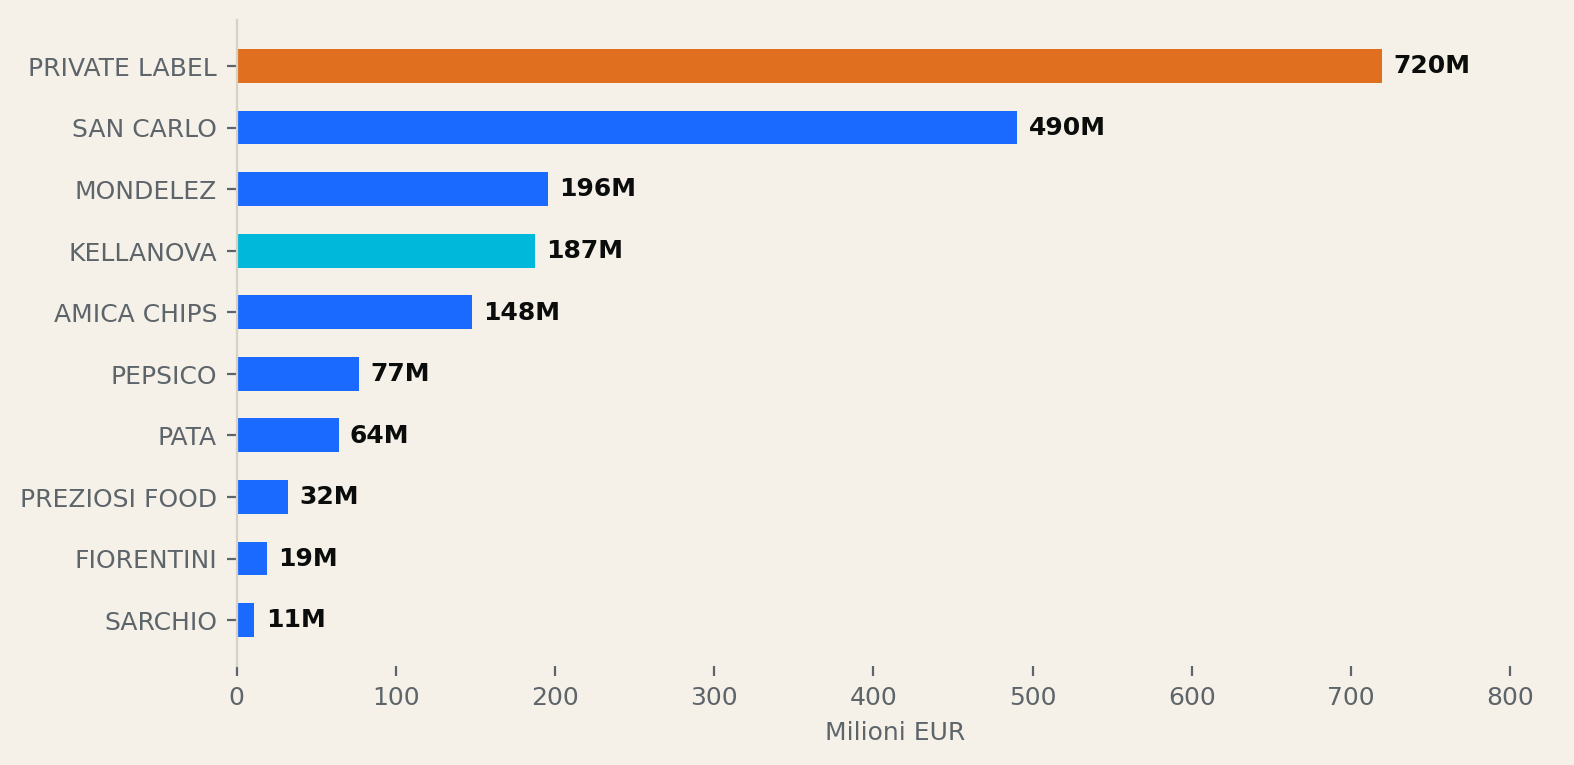 PRIVATE LABEL 720M
SAN CARLO 490M
MONDELEZ 196M
KELLANOVA 187M
AMICA CHIPS 148M
PEPSICO 77M
PATA 64M
PREZIOSI FOOD 32M
FIORENTINI 19M
SARCHIO 11M
0 100 200 300 400 500 600 700 800
Milioni EUR